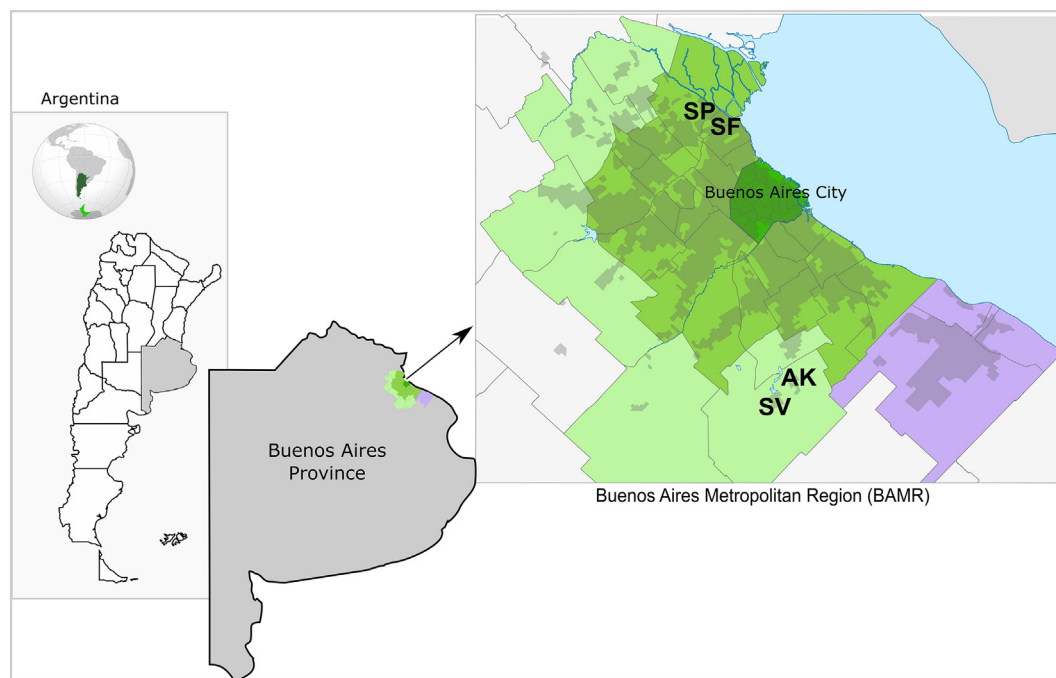 Argentina
SP
SF
Buenos Aires City
AK
SV
Buenos Aires
Province
Buenos Aires Metropolitan Region (BAMR)